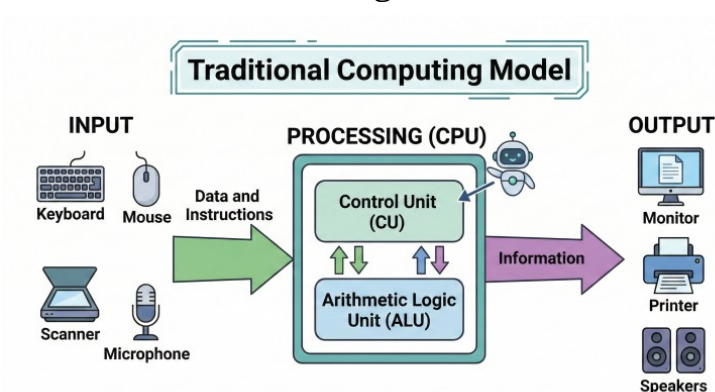 Traditional Computing Model
INPUT
Keyboard
Mouse
Scanner
Microphone
Data and
Instructions
PROCESSING (CPU)
Control Unit
(CU)
Arithmetic Logic
Unit (ALU)
Information
OUTPUT
Monitor
Printer
Speakers